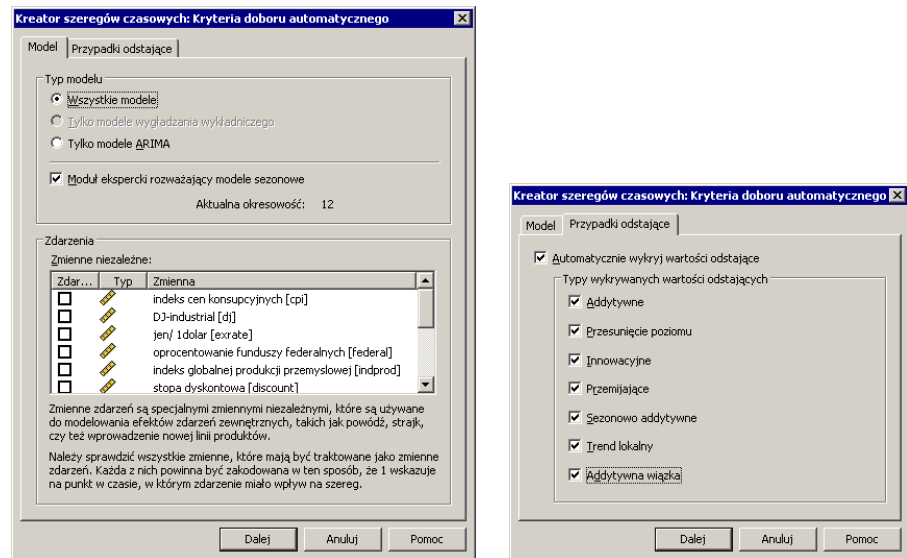 Kreator szeregów czasowych: Kryteria doboru automatycznego
Model
Przypadki odstające
Typ modelu
Wszystkie modele
Tylko modele wygładzania wykładniczego
Tylko modele ARIMA
Moduł ekspercki rozważający modele sezonowe
Aktualna okresowość: 12
Zdarzenia
Zmienne niezależne:
Zdar... Typ Zmienna
indeks cen konsupcyjnych [cpi]
DJ-industrial [dj]
jen/ 1dolar [exrate]
oprocentowanie funduszy federalnych [federal]
indeks globalnej produkcji przemyslowej [indprod]
stopa dyskontowa [discount]
Zmienne zdarzeń są specjalnymi zmiennymi niezależnymi, które są używane
do modelowania efektów zdarzeń zewnętrznych, takich jak powódź, strajk,
czy też wprowadzenie nowej linii produktów.
Należy sprawdzić wszystkie zmienne, które mają być traktowane jako zmienne
zdarzeń. Każda z nich powinna być zakodowana w ten sposób, że 1 wskazuje
na punkt w czasie, w którym zdarzenie miało wpływ na szereg.
Dalej
Anuluj
Pomoc
Kreator szeregów czasowych: Kryteria doboru automatycznego
Model
Przypadki odstające
Automatycznie wykryj wartości odstające
Typy wykrywanych wartości odstających
Addytywne
Przesunięcie poziomu
Innowacyjne
Przemijające
Sezonowo addytywne
Trend lokalny
Addytywna wiązka
Dalej
Anuluj
Pomoc